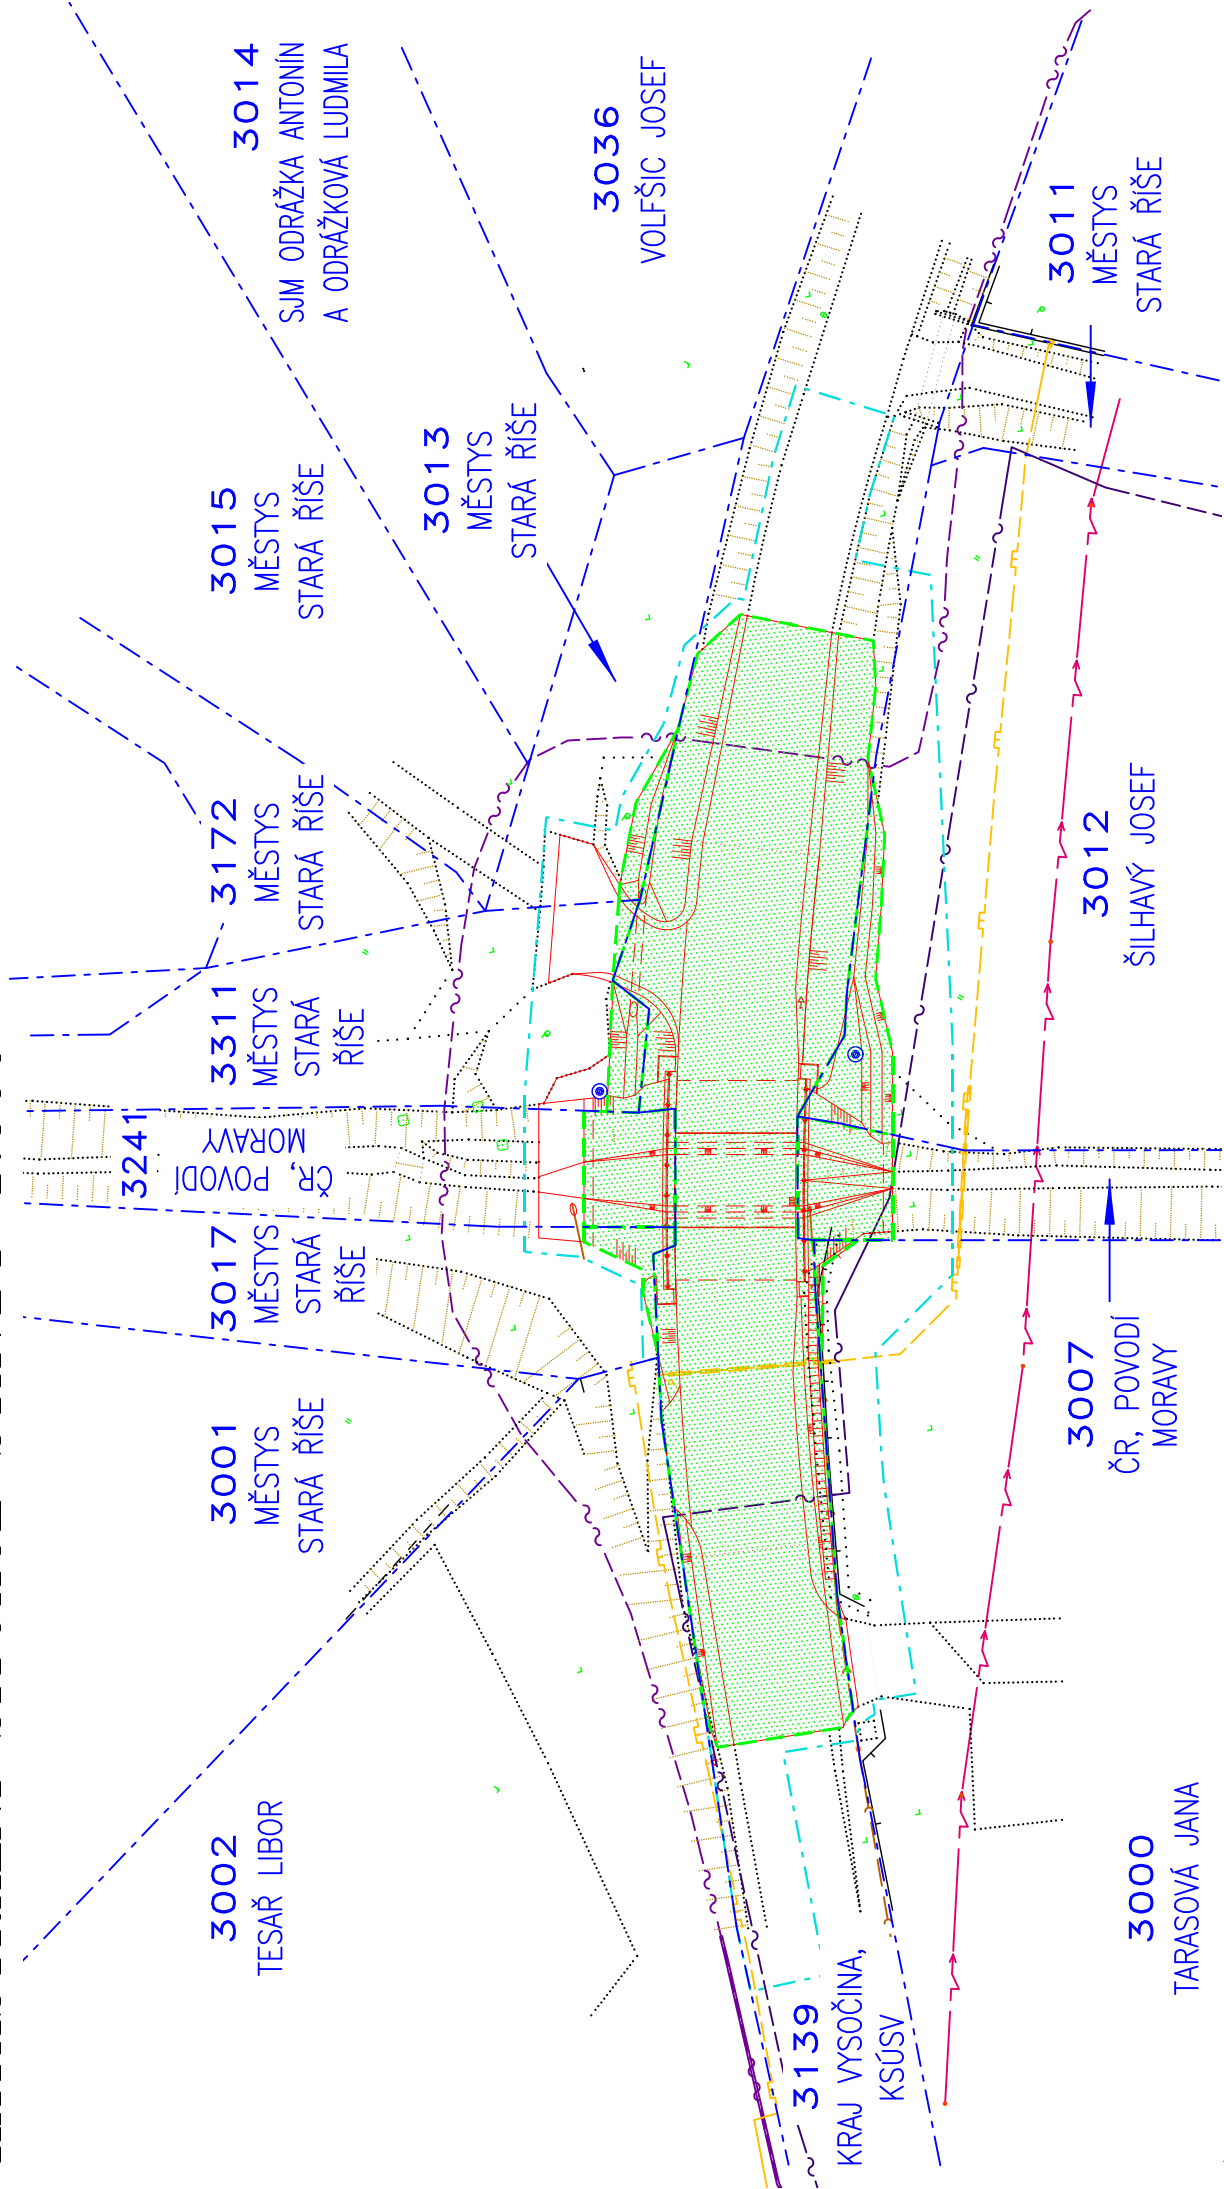 3002
TESAŘ LIBOR
3001
MĚSTYS
STARÁ ŘÍŠE
3017
MĚSTYS
STARÁ
ŘÍŠE
3241
ČR, POVODÍ
MORAVY
3311
MĚSTYS
STARÁ
ŘÍŠE
3172
MĚSTYS
STARÁ ŘÍŠE
3015
MĚSTYS
STARÁ ŘÍŠE
3014
SJM ODRÁŽKA ANTONÍN
A ODRÁŽKOVÁ LUDMILA
3013
MĚSTYS
STARÁ ŘÍŠE
3036
VOLFŠIC JOSEF
3139
KRAJ VYSOČINA,
KSÚSV
3000
TARASOVÁ JANA
3007
ČR, POVODÍ
MORAVY
3012
ŠILHAVÝ JOSEF
3011
MĚSTYS
STARÁ ŘÍŠE